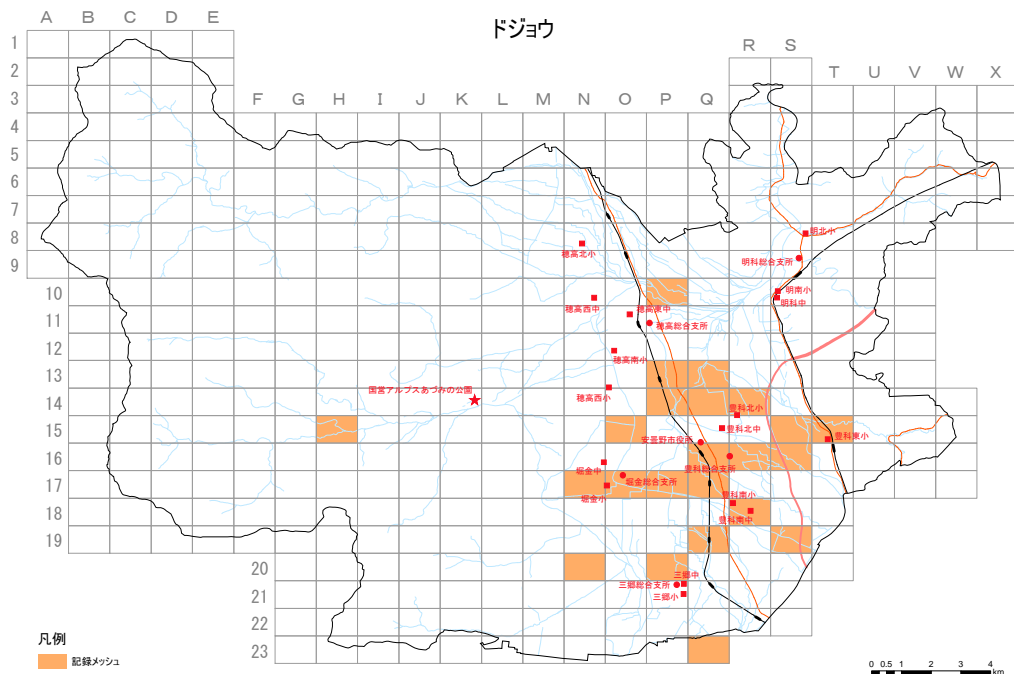 ドジョウ
A B C D E
R S
T U V W X
F G H I J K L M N O P Q
1
2
3
4
5
6
7
8
9
10
11
12
13
14
15
16
17
18
19
20
21
22
23
明北小
穂高北小
明科総合支所
明南小
明科中
穂高西中
穂高東中
穂高総合支所
穂高南小
国営アルプスあづみの公園
穂高西小
豊科北小
豊科北中
豊科東小
安曇野市役所
豊科総合支所
堀金中
堀金総合支所
堀金小
豊科南小
豊科南中
三郷中
三郷総合支所
三郷小
凡例
記録メッシュ
0 0.5 1 2 3 4
km